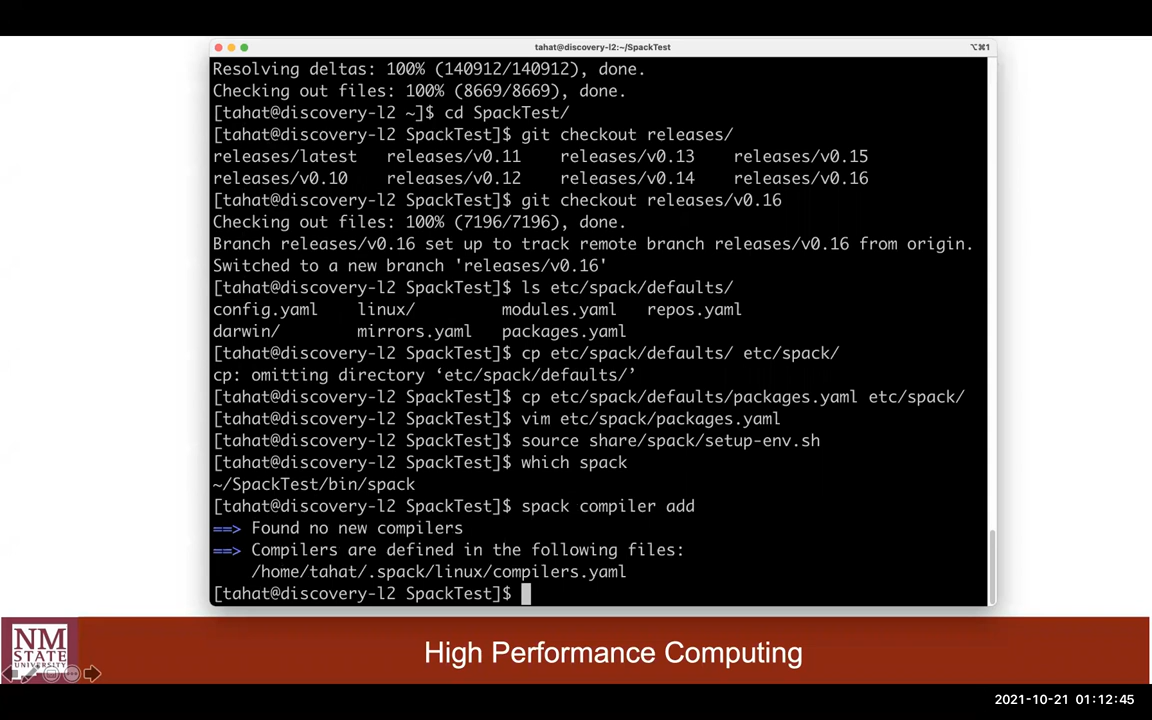 tahat@discovery-l2:~/SpackTest
⌥⌘1
Resolving deltas: 100% (140912/140912), done.
Checking out files: 100% (8669/8669), done.
[tahat@discovery-l2 ~]$ cd SpackTest/
[tahat@discovery-l2 SpackTest]$ git checkout releases/
releases/latest releases/v0.11 releases/v0.13 releases/v0.15
releases/v0.10 releases/v0.12 releases/v0.14 releases/v0.16
[tahat@discovery-l2 SpackTest]$ git checkout releases/v0.16
Checking out files: 100% (7196/7196), done.
Branch releases/v0.16 set up to track remote branch releases/v0.16 from origin.
Switched to a new branch 'releases/v0.16'
[tahat@discovery-l2 SpackTest]$ ls etc/spack/defaults/
config.yaml linux/ modules.yaml repos.yaml
darwin/ mirrors.yaml packages.yaml
[tahat@discovery-l2 SpackTest]$ cp etc/spack/defaults/ etc/spack/
cp: omitting directory ‘etc/spack/defaults/’
[tahat@discovery-l2 SpackTest]$ cp etc/spack/defaults/packages.yaml etc/spack/
[tahat@discovery-l2 SpackTest]$ vim etc/spack/packages.yaml
[tahat@discovery-l2 SpackTest]$ source share/spack/setup-env.sh
[tahat@discovery-l2 SpackTest]$ which spack
~/SpackTest/bin/spack
[tahat@discovery-l2 SpackTest]$ spack compiler add
==> Found no new compilers
==> Compilers are defined in the following files:
/home/tahat/.spack/linux/compilers.yaml
[tahat@discovery-l2 SpackTest]$
NM
STATE
UNIVERSITY
High Performance Computing
2021-10-21 01:12:45